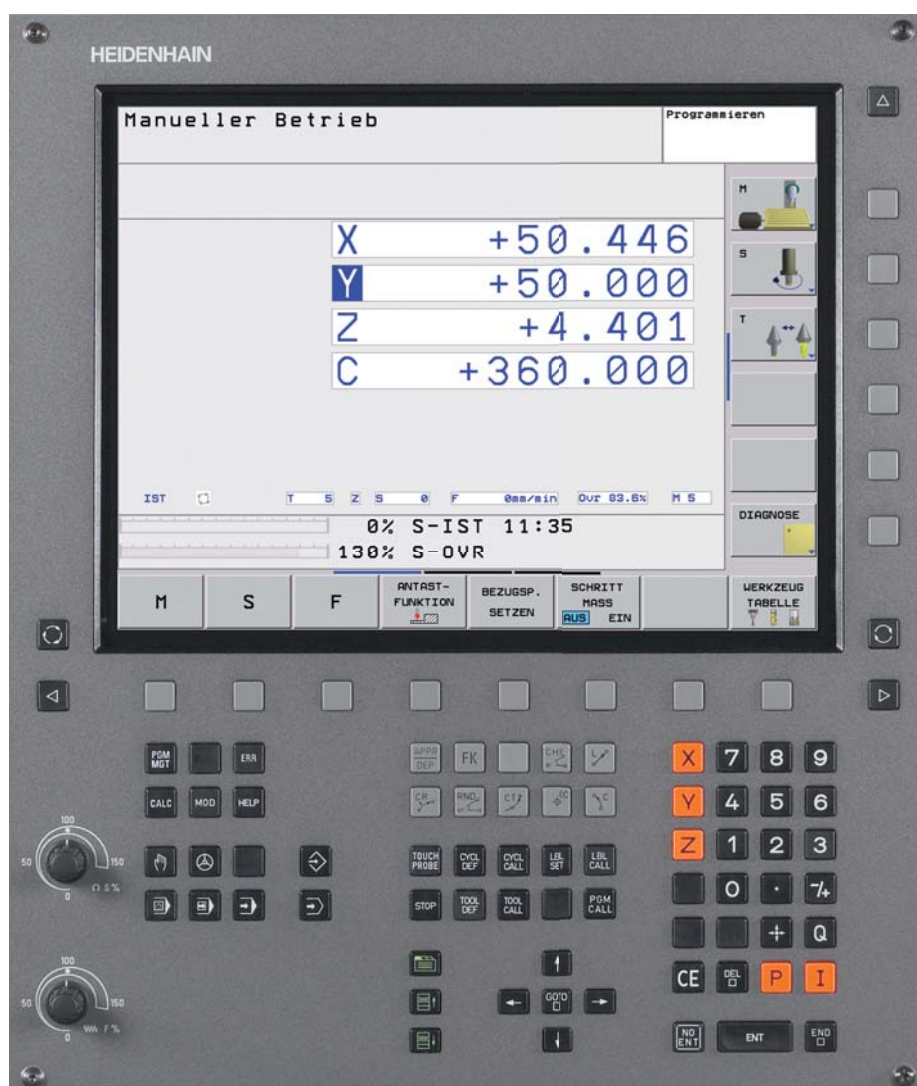 HEIDENHAIN
Manueller Betrieb
Programmieren
M
X +50.446
S
Y +50.000
Z +4.401
T
C +360.000
IST T 5 Z S 0 F 0mm/min Ovr 83.6% M 5
DIAGNOSE
0% S-IST 11:35
130% S-OVR
M S F ANTAST- FUNKTION BEZUGSP. SETZEN SCHRITT MASS AUS EIN WERKZEUG TABELLE
PGM MGT ERR APPR DEP FK CHF L X 7 8 9
CALC MOD HELP CR RND CT CC C Y 4 5 6
100
50 150
0 S %
TOUCH PROBE CYCL DEF CYCL CALL LBL SET LBL CALL Z 1 2 3
STOP TOOL DEF TOOL CALL PGM CALL 0 · -/+
Q
100
50 150
0 F %
CE DEL P I
GOTO
NO ENT ENT END